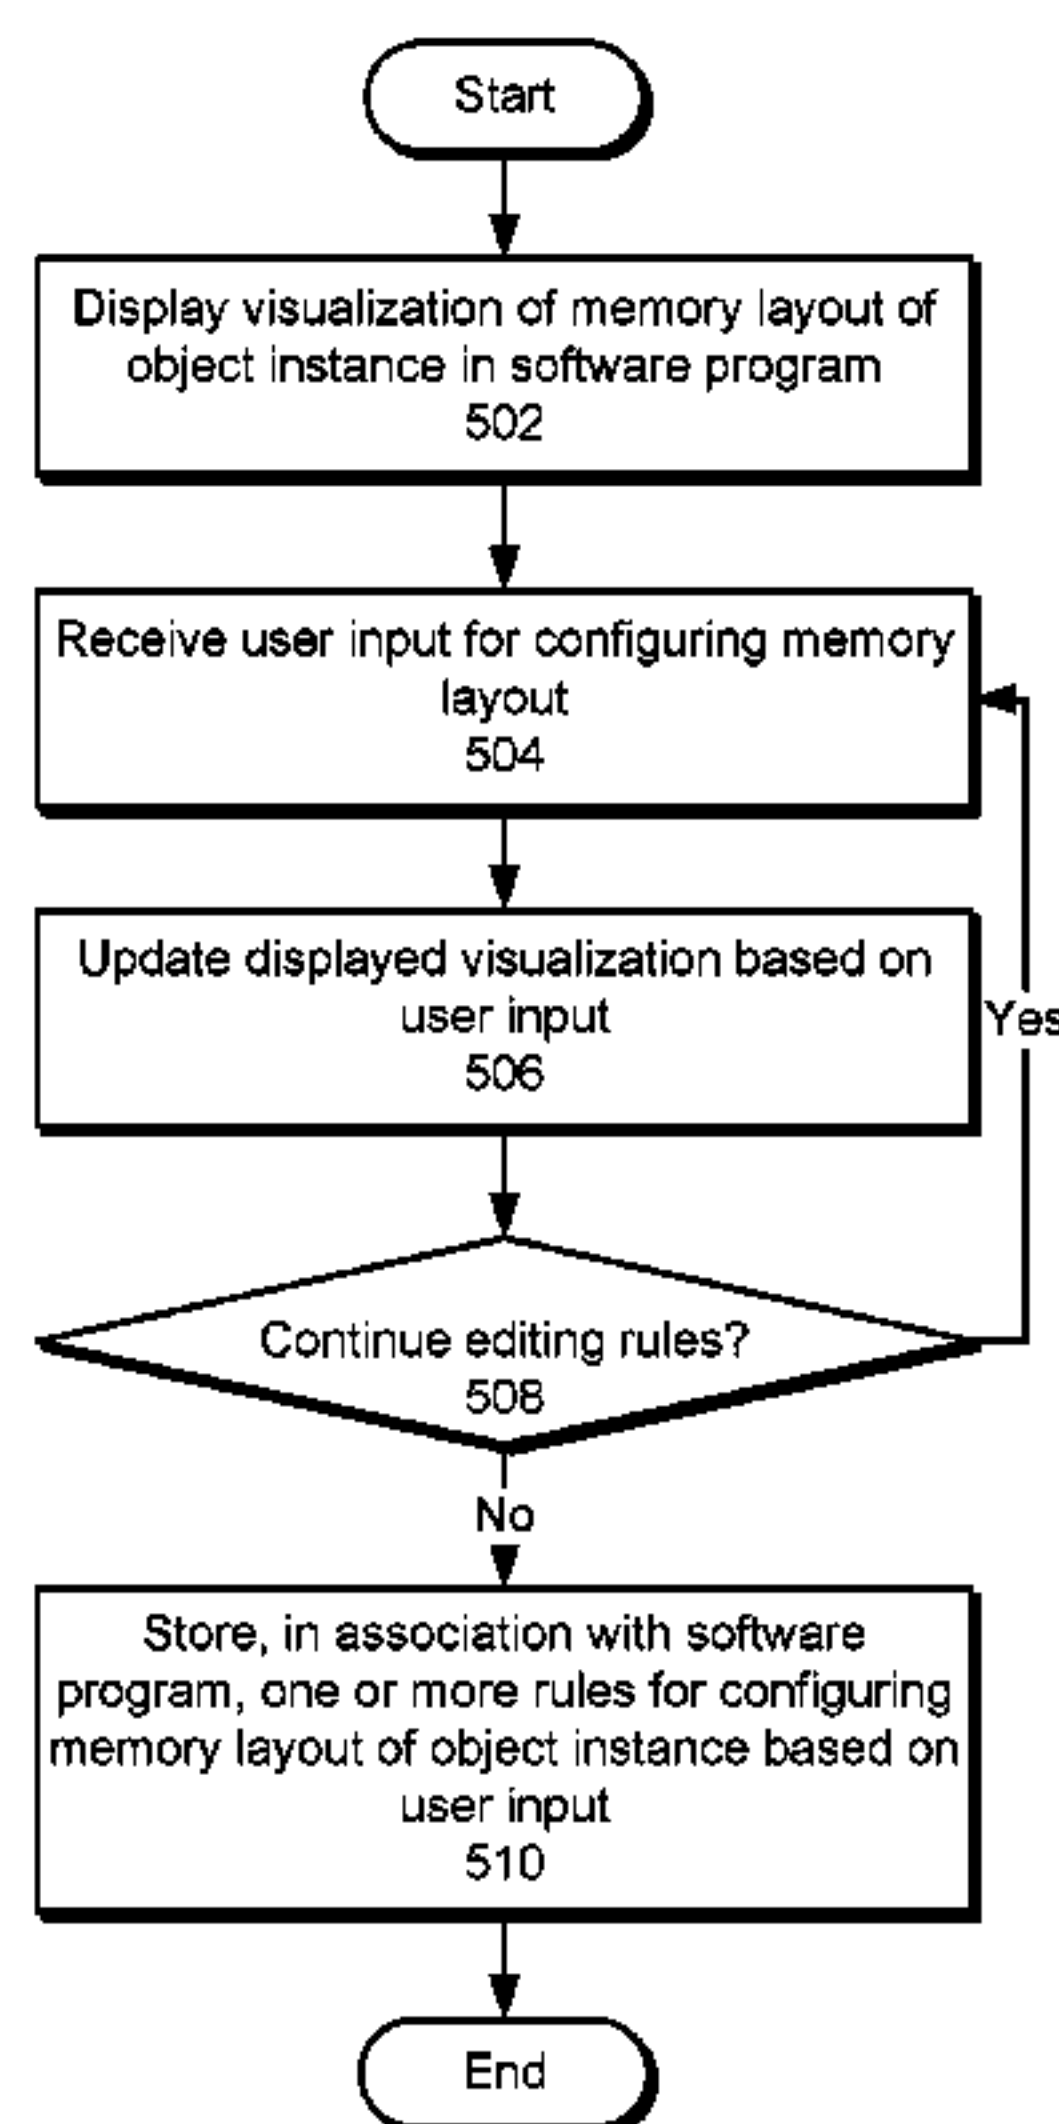 Start
Display visualization of memory layout of
object instance in software program
502
Receive user input for configuring memory
layout
504
Update displayed visualization based on
user input
506
Yes
Continue editing rules?
508
No
Store, in association with software
program, one or more rules for configuring
memory layout of object instance based on
user input
510
End